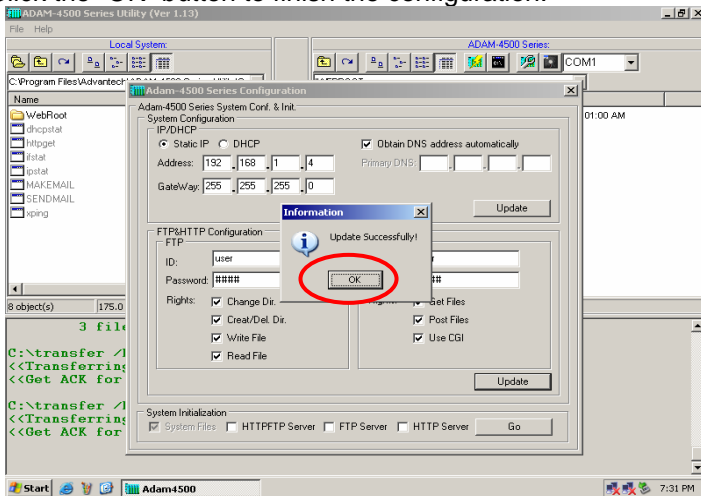 click the "OK" button to finish the configuration.
ADAM-4500 Series Utility (Ver 1.13)
File Help
Local System:
ADAM-4500 Series:
COM1
C:\Program Files\Advantech\
Name
WebRoot
dhcpstat
httpget
ifstat
ipstat
MAKEMAIL
SENDMAIL
xping
01:00 AM
8 object(s) 175.0
Adam-4500 Series Configuration
Adam-4500 Series System Conf. & Init.
System Configuration
IP/DHCP
Static IP DHCP
Obtain DNS address automatically
Address: 192 . 168 . 1 . 4
Primary DNS: . . .
GateWay: 255 . 255 . 255 . 0
Update
Information
Update Successfully!
OK
FTP&HTTP Configuration
FTP
ID: user
Password: ####
##
Rights: Change Dir.
Get Files
Creat/Del. Dir.
Post Files
Write File
Use CGI
Read File
Update
System Initialization
System Files HTTPFTP Server FTP Server HTTP Server Go
3 file
C:\transfer /
<<Transferring
<<Get ACK for
C:\transfer /
<<Transferring
<<Get ACK for
Start Adam4500 7:31 PM